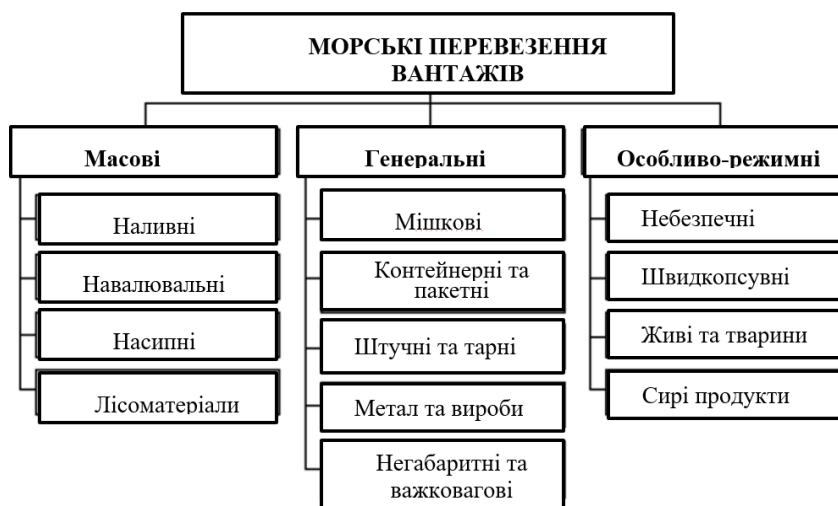 МОРСЬКІ ПЕРЕВЕЗЕННЯ
ВАНТАЖІВ
Масові
Наливні
Навалювальні
Насипні
Лісоматеріали
Генеральні
Мішкові
Контейнерні та
пакетні
Штучні та тарні
Метал та вироби
Негабаритні та
важковагові
Особливо-режимні
Небезпечні
Швидкопсувні
Живі та тварини
Сирі продукти